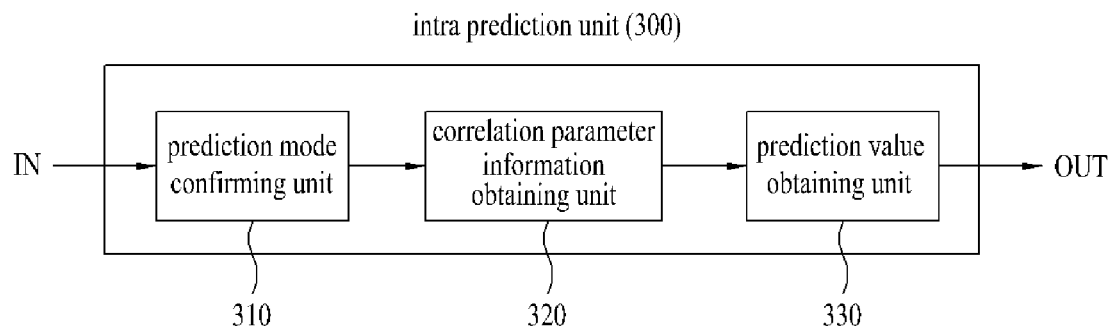 intra prediction unit (300)
IN
prediction mode
confirming unit
correlation parameter
information
obtaining unit
prediction value
obtaining unit
OUT
310
320
330